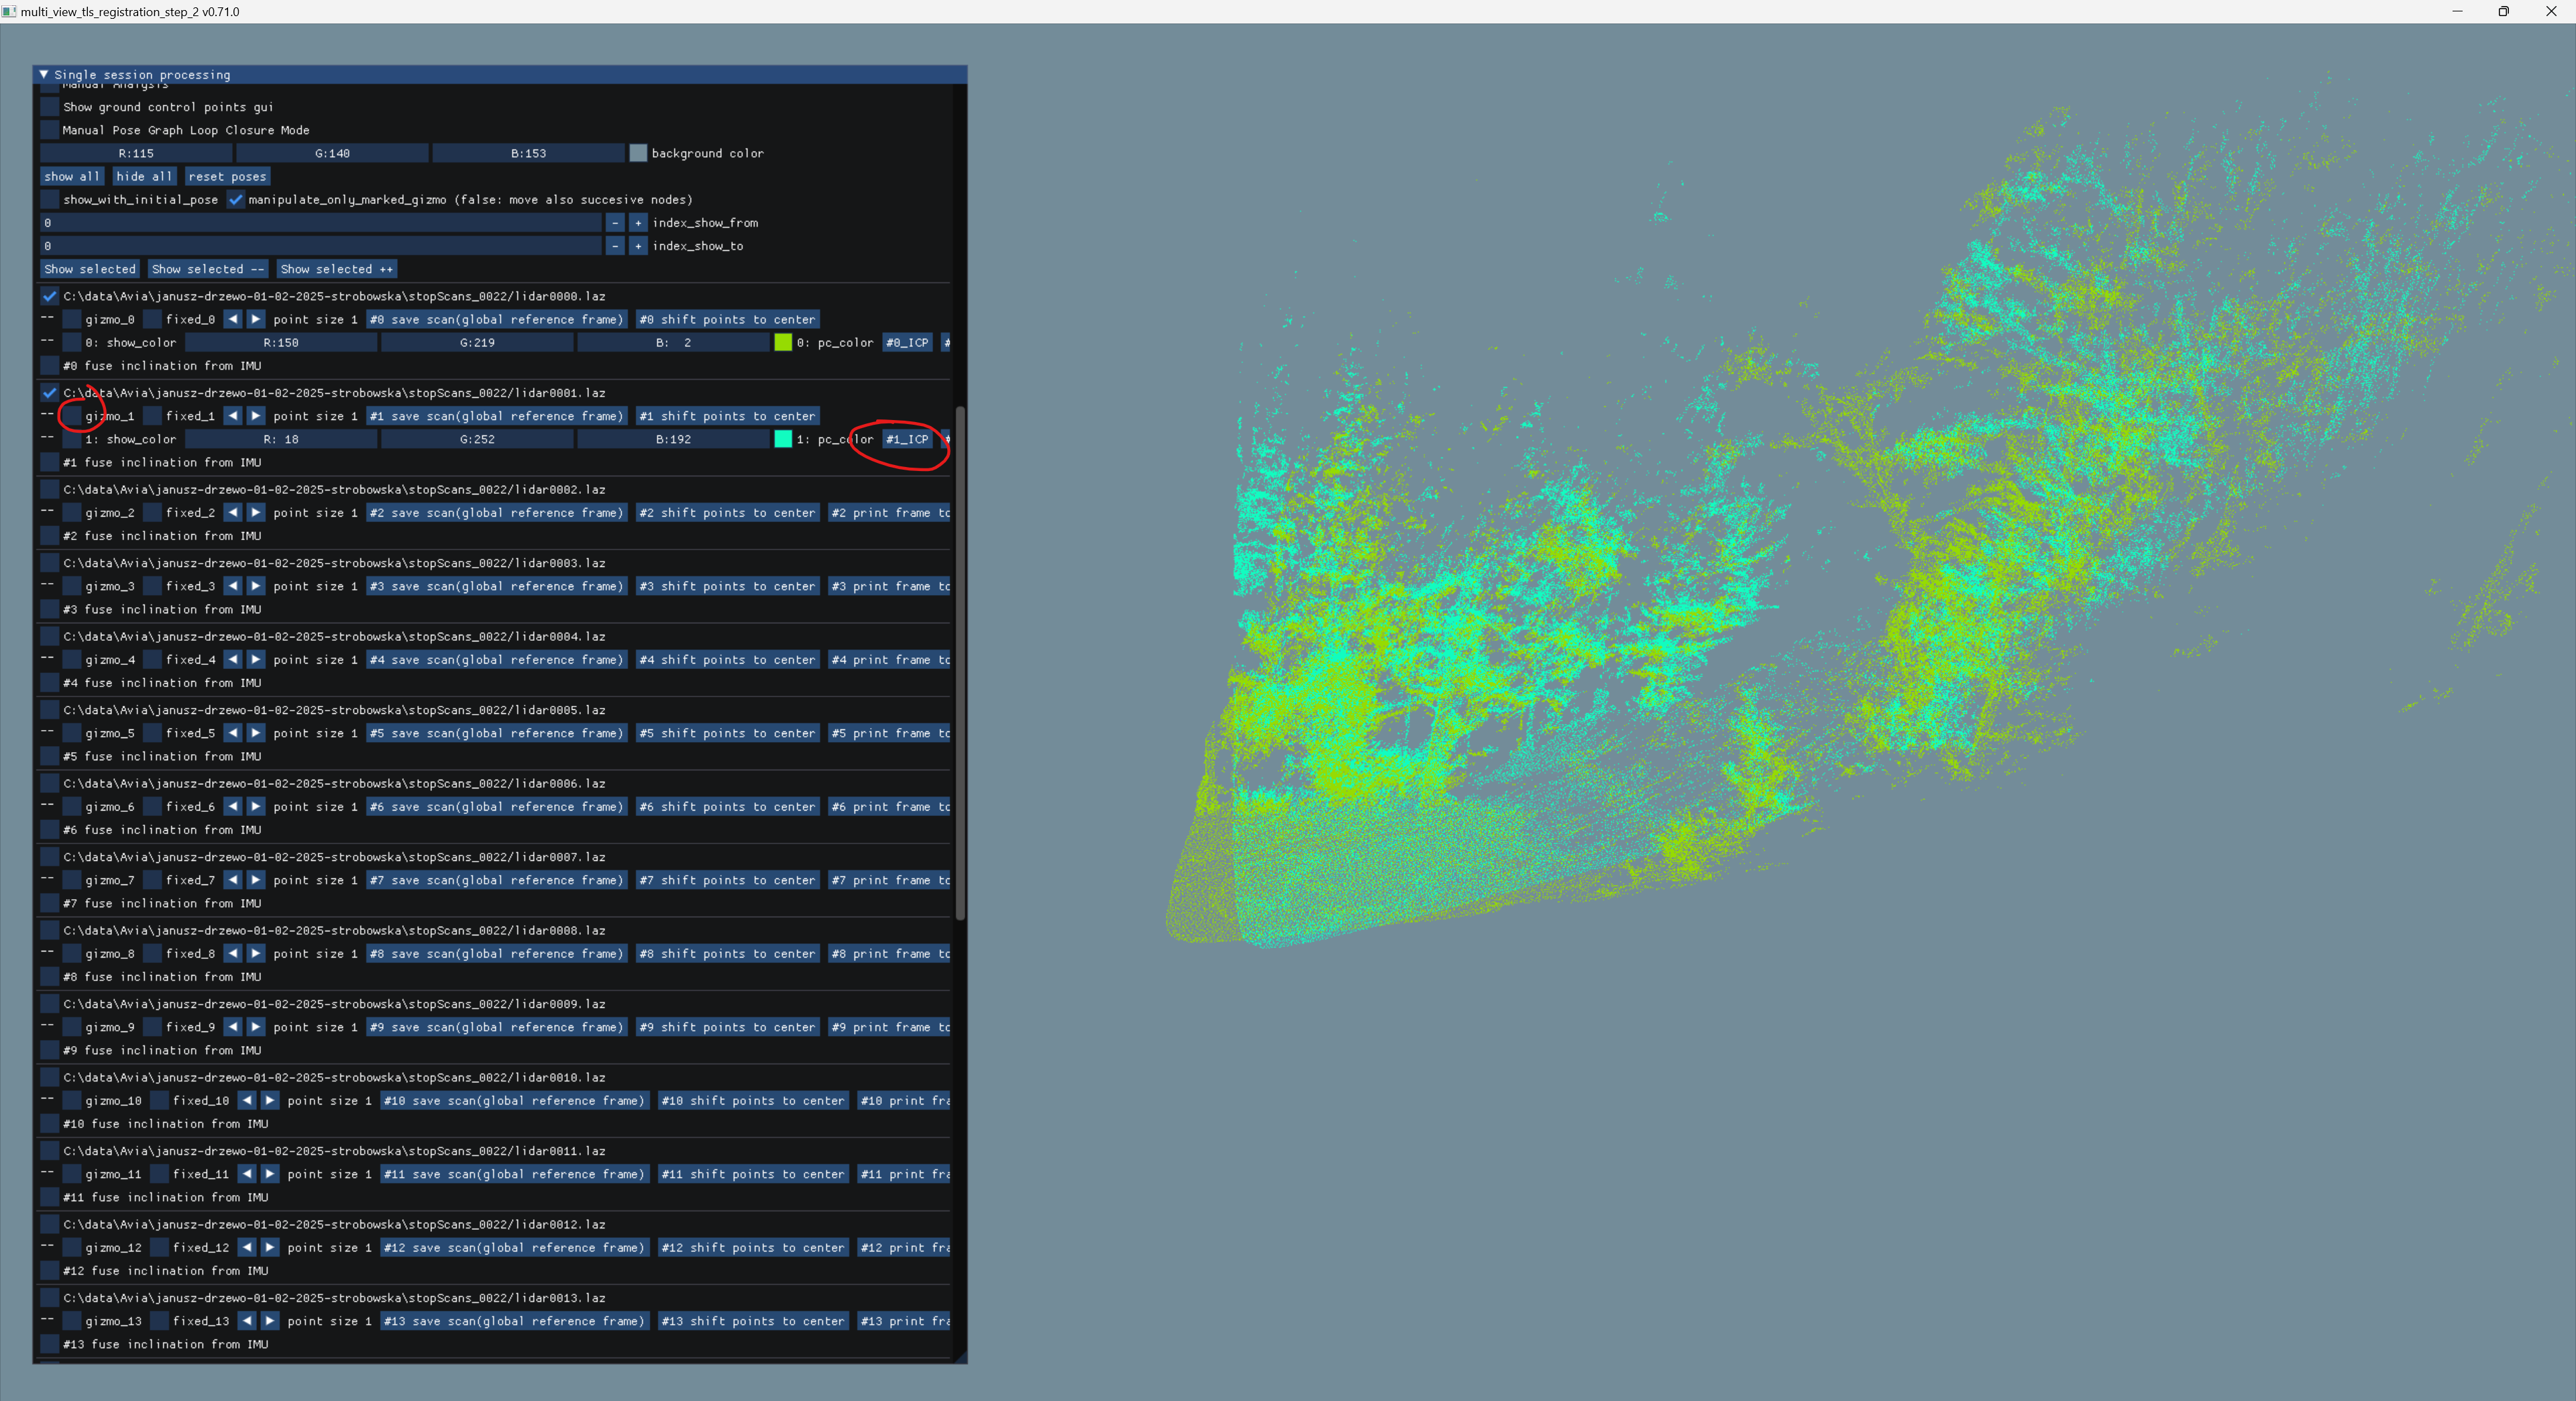 multi_view_tls_registration_step_2 v0.71.0
Single session processing
Manual Analysis
Show ground control points gui
Manual Pose Graph Loop Closure Mode
R:115 G:140 B:153 background color
show all hide all reset poses
show_with_initial_pose manipulate_only_marked_gizmo (false: move also succesive nodes)
0 - + index_show_from
0 - + index_show_to
Show selected Show selected -- Show selected ++
C:\data\Avia\janusz-drzewo-01-02-2025-strobowska\stopScans_0022/lidar0000.laz
-- gizmo_0 fixed_0 point size 1 #0 save scan(global reference frame) #0 shift points to center
-- 0: show_color R:150 G:219 B: 2 0: pc_color #0_ICP #
#0 fuse inclination from IMU
C:\data\Avia\janusz-drzewo-01-02-2025-strobowska\stopScans_0022/lidar0001.laz
-- gizmo_1 fixed_1 point size 1 #1 save scan(global reference frame) #1 shift points to center
-- 1: show_color R: 18 G:252 B:192 1: pc_color #1_ICP #
#1 fuse inclination from IMU
C:\data\Avia\janusz-drzewo-01-02-2025-strobowska\stopScans_0022/lidar0002.laz
-- gizmo_2 fixed_2 point size 1 #2 save scan(global reference frame) #2 shift points to center #2 print frame to
#2 fuse inclination from IMU
C:\data\Avia\janusz-drzewo-01-02-2025-strobowska\stopScans_0022/lidar0003.laz
-- gizmo_3 fixed_3 point size 1 #3 save scan(global reference frame) #3 shift points to center #3 print frame to
#3 fuse inclination from IMU
C:\data\Avia\janusz-drzewo-01-02-2025-strobowska\stopScans_0022/lidar0004.laz
-- gizmo_4 fixed_4 point size 1 #4 save scan(global reference frame) #4 shift points to center #4 print frame to
#4 fuse inclination from IMU
C:\data\Avia\janusz-drzewo-01-02-2025-strobowska\stopScans_0022/lidar0005.laz
-- gizmo_5 fixed_5 point size 1 #5 save scan(global reference frame) #5 shift points to center #5 print frame to
#5 fuse inclination from IMU
C:\data\Avia\janusz-drzewo-01-02-2025-strobowska\stopScans_0022/lidar0006.laz
-- gizmo_6 fixed_6 point size 1 #6 save scan(global reference frame) #6 shift points to center #6 print frame to
#6 fuse inclination from IMU
C:\data\Avia\janusz-drzewo-01-02-2025-strobowska\stopScans_0022/lidar0007.laz
-- gizmo_7 fixed_7 point size 1 #7 save scan(global reference frame) #7 shift points to center #7 print frame to
#7 fuse inclination from IMU
C:\data\Avia\janusz-drzewo-01-02-2025-strobowska\stopScans_0022/lidar0008.laz
-- gizmo_8 fixed_8 point size 1 #8 save scan(global reference frame) #8 shift points to center #8 print frame to
#8 fuse inclination from IMU
C:\data\Avia\janusz-drzewo-01-02-2025-strobowska\stopScans_0022/lidar0009.laz
-- gizmo_9 fixed_9 point size 1 #9 save scan(global reference frame) #9 shift points to center #9 print frame to
#9 fuse inclination from IMU
C:\data\Avia\janusz-drzewo-01-02-2025-strobowska\stopScans_0022/lidar0010.laz
-- gizmo_10 fixed_10 point size 1 #10 save scan(global reference frame) #10 shift points to center #10 print fra
#10 fuse inclination from IMU
C:\data\Avia\janusz-drzewo-01-02-2025-strobowska\stopScans_0022/lidar0011.laz
-- gizmo_11 fixed_11 point size 1 #11 save scan(global reference frame) #11 shift points to center #11 print fra
#11 fuse inclination from IMU
C:\data\Avia\janusz-drzewo-01-02-2025-strobowska\stopScans_0022/lidar0012.laz
-- gizmo_12 fixed_12 point size 1 #12 save scan(global reference frame) #12 shift points to center #12 print fra
#12 fuse inclination from IMU
C:\data\Avia\janusz-drzewo-01-02-2025-strobowska\stopScans_0022/lidar0013.laz
-- gizmo_13 fixed_13 point size 1 #13 save scan(global reference frame) #13 shift points to center #13 print fra
#13 fuse inclination from IMU